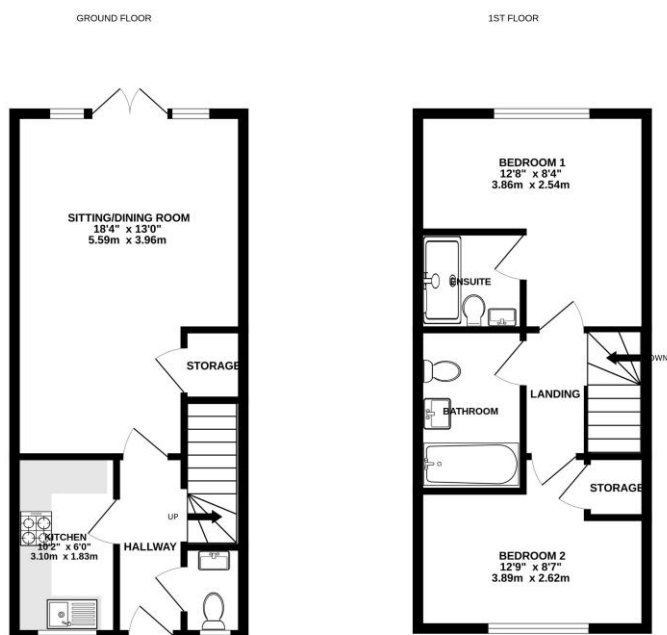 GROUND FLOOR
1ST FLOOR
SITTING/DINING ROOM
18'4" x 13'0"
5.59m x 3.96m
STORAGE
UP
KITCHEN
10'2" x 6'0"
3.10m x 1.83m
HALLWAY
BEDROOM 1
12'8" x 8'4"
3.86m x 2.54m
ENSUITE
DOWN
LANDING
BATHROOM
STORAGE
BEDROOM 2
12'9" x 8'7"
3.89m x 2.62m